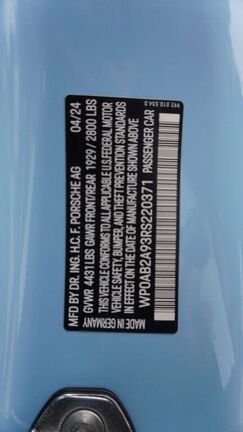 992.010.534.D
MFD BY DR. ING. H.C. F. PORSCHE AG 04/24
GVWR 4431LBS GAWR FRONT/REAR 1929 / 2800 LBS
THIS VEHICLE CONFORMS TO ALL APPLICABLE U.S. FEDERAL MOTOR
VEHICLE SAFETY, BUMPER, AND THEFT PREVENTION STANDARDS
IN EFFECT ON THE DATE OF MANUFACTURE SHOWN ABOVE.
WP0AB2A93RS220371 PASSENGER CAR
MADE IN GERMANY